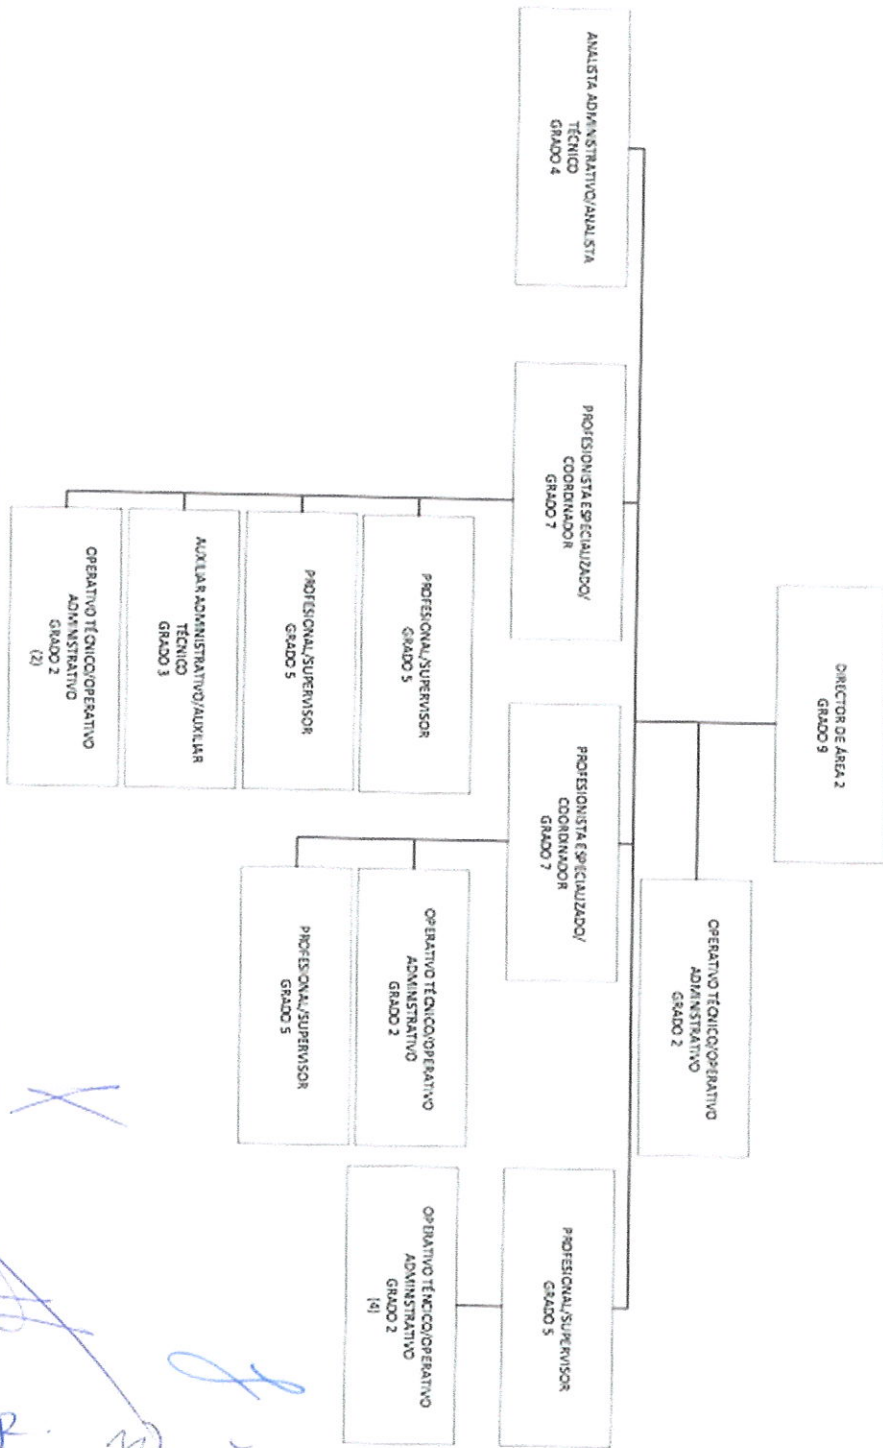 DIRECTOR DE ÁREA 2
GRADO 9
OPERATIVO TÉCNICO/OPERATIVO
ADMINISTRATIVO
GRADO 2
ANALISTA ADMINISTRATIVO/ANALISTA
TÉCNICO
GRADO 4
PROFESIONISTA ESPECIALIZADO/
COORDINADOR
GRADO 7
PROFESIONISTA ESPECIALIZADO/
COORDINADOR
GRADO 7
PROFESIONAL/SUPERVISOR
GRADO 5
PROFESIONAL/SUPERVISOR
GRADO 5
PROFESIONAL/SUPERVISOR
GRADO 5
AUXILIAR ADMINISTRATIVO/AUXILIAR
TÉCNICO
GRADO 3
OPERATIVO TÉCNICO/OPERATIVO
ADMINISTRATIVO
GRADO 2
(2)
OPERATIVO TÉCNICO/OPERATIVO
ADMINISTRATIVO
GRADO 2
PROFESIONAL/SUPERVISOR
GRADO 5
OPERATIVO TÉNCICO/OPERATIVO
ADMINISTRATIVO
GRADO 2
(4)